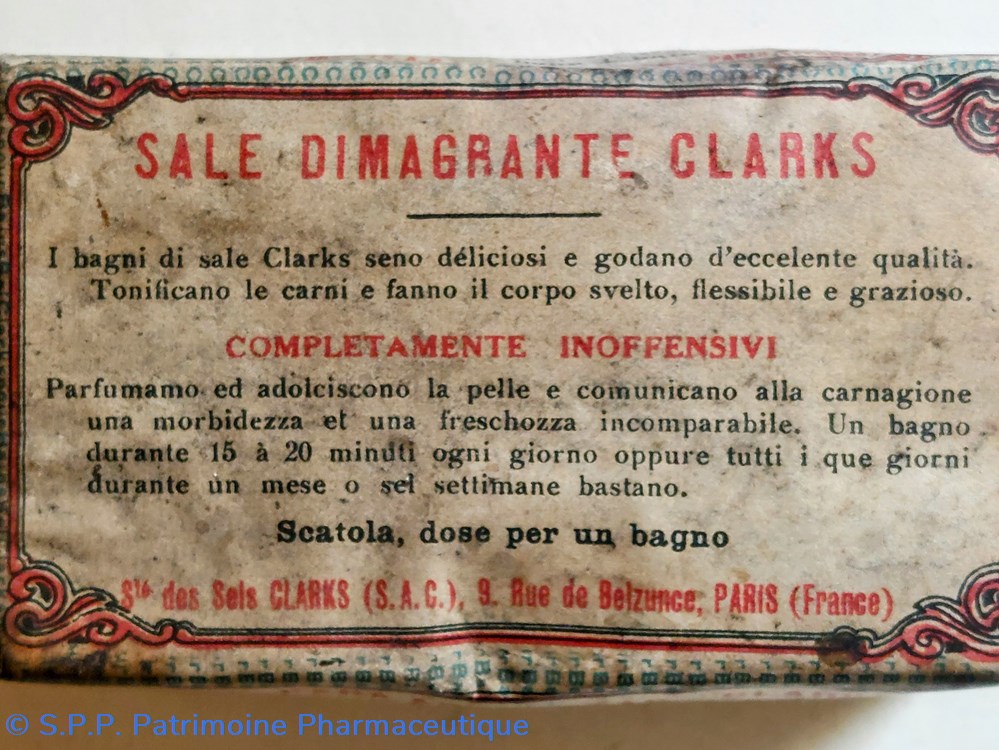 SALE DIMAGRANTE CLARKS
I bagni di sale Clarks seno déliciosi e godano d'eccelente qualità.
Tonificano le carni e fanno il corpo svelto, flessibile e grazioso.
COMPLETAMENTE INOFFENSIVI
Parfumamo ed adolciscono la pelle e comunicano alla carnagione
una morbidezza et una freschozza incomparabile. Un bagno
durante 15 à 20 minuti ogni giorno oppure tutti i que giorni
durante un mese o sei settimane bastano.
Scatola, dose per un bagno
Sté des Sels CLARKS (S.A.C.), 9, Rue de Belzunce, PARIS (France)
© S.P.P. Patrimoine Pharmaceutique